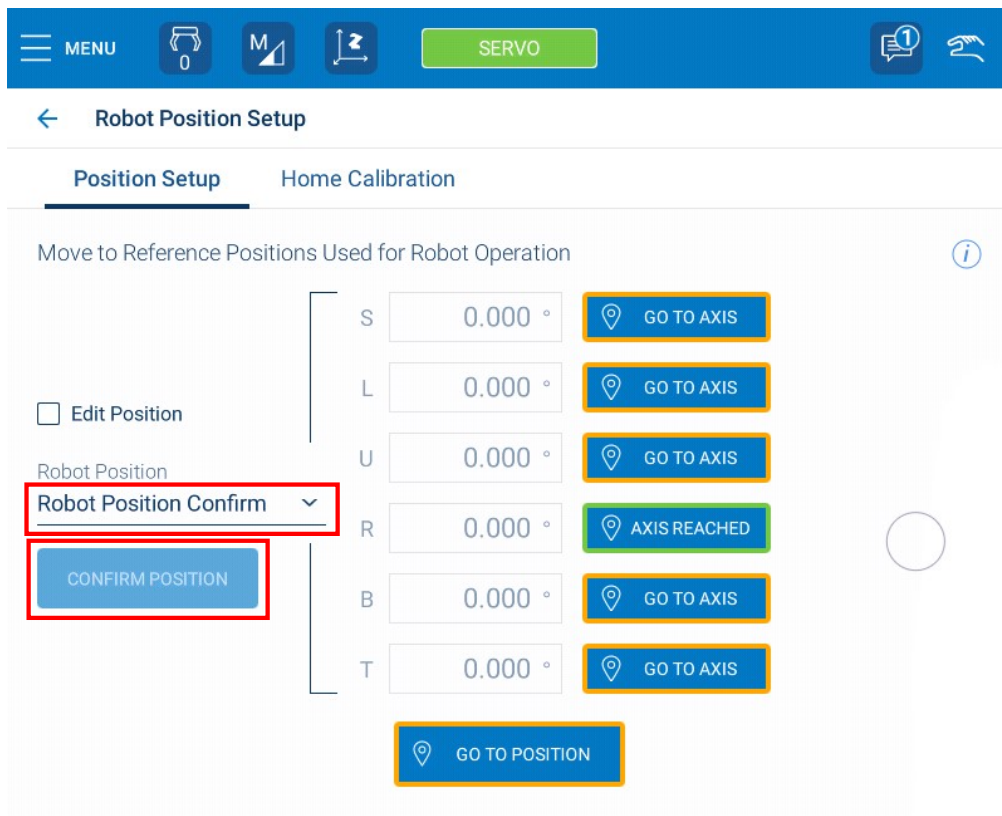 MENU 0 M Z SERVO 1
Robot Position Setup
Position Setup Home Calibration
Move to Reference Positions Used for Robot Operation i
S 0.000 ° GO TO AXIS
L 0.000 ° GO TO AXIS
Edit Position
U 0.000 ° GO TO AXIS
Robot Position
Robot Position Confirm
R 0.000 ° AXIS REACHED
CONFIRM POSITION
B 0.000 ° GO TO AXIS
T 0.000 ° GO TO AXIS
GO TO POSITION